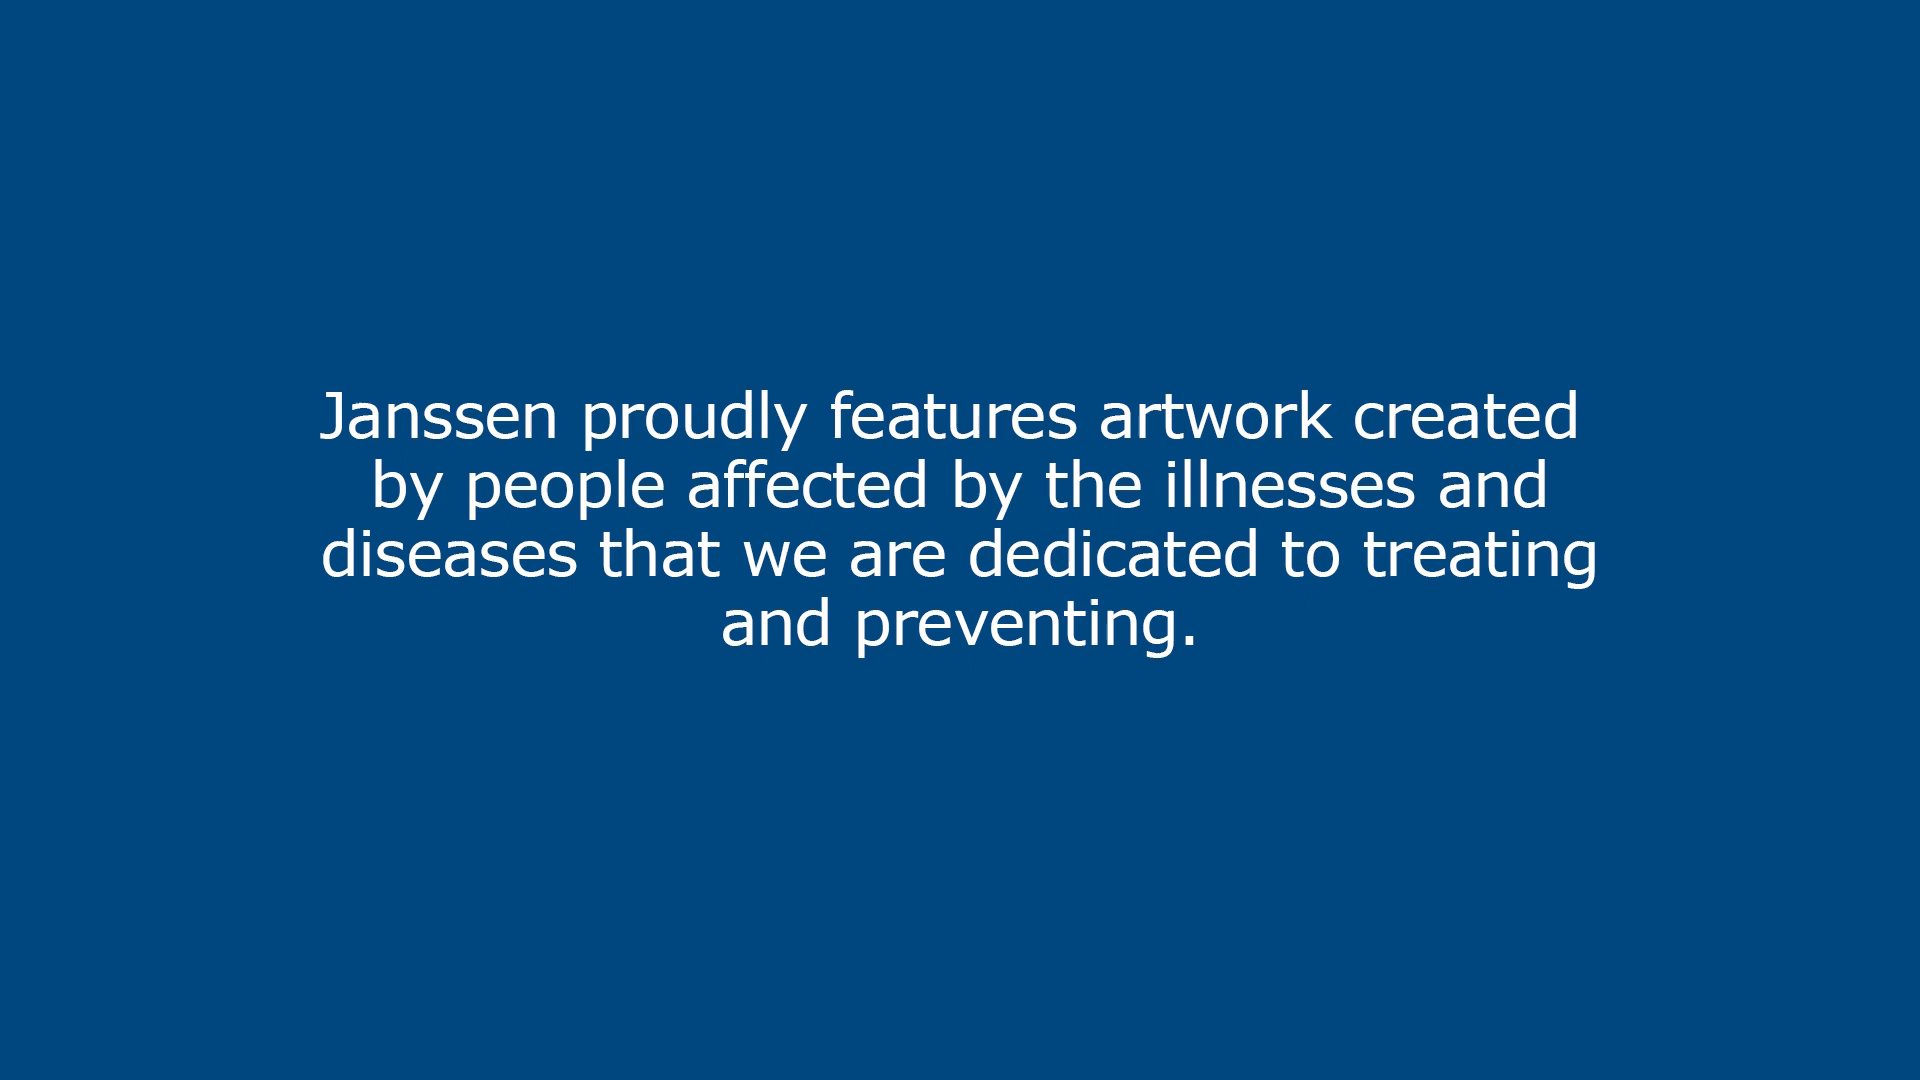 Janssen proudly features artwork created
by people affected by the illnesses and
diseases that we are dedicated to treating
and preventing.